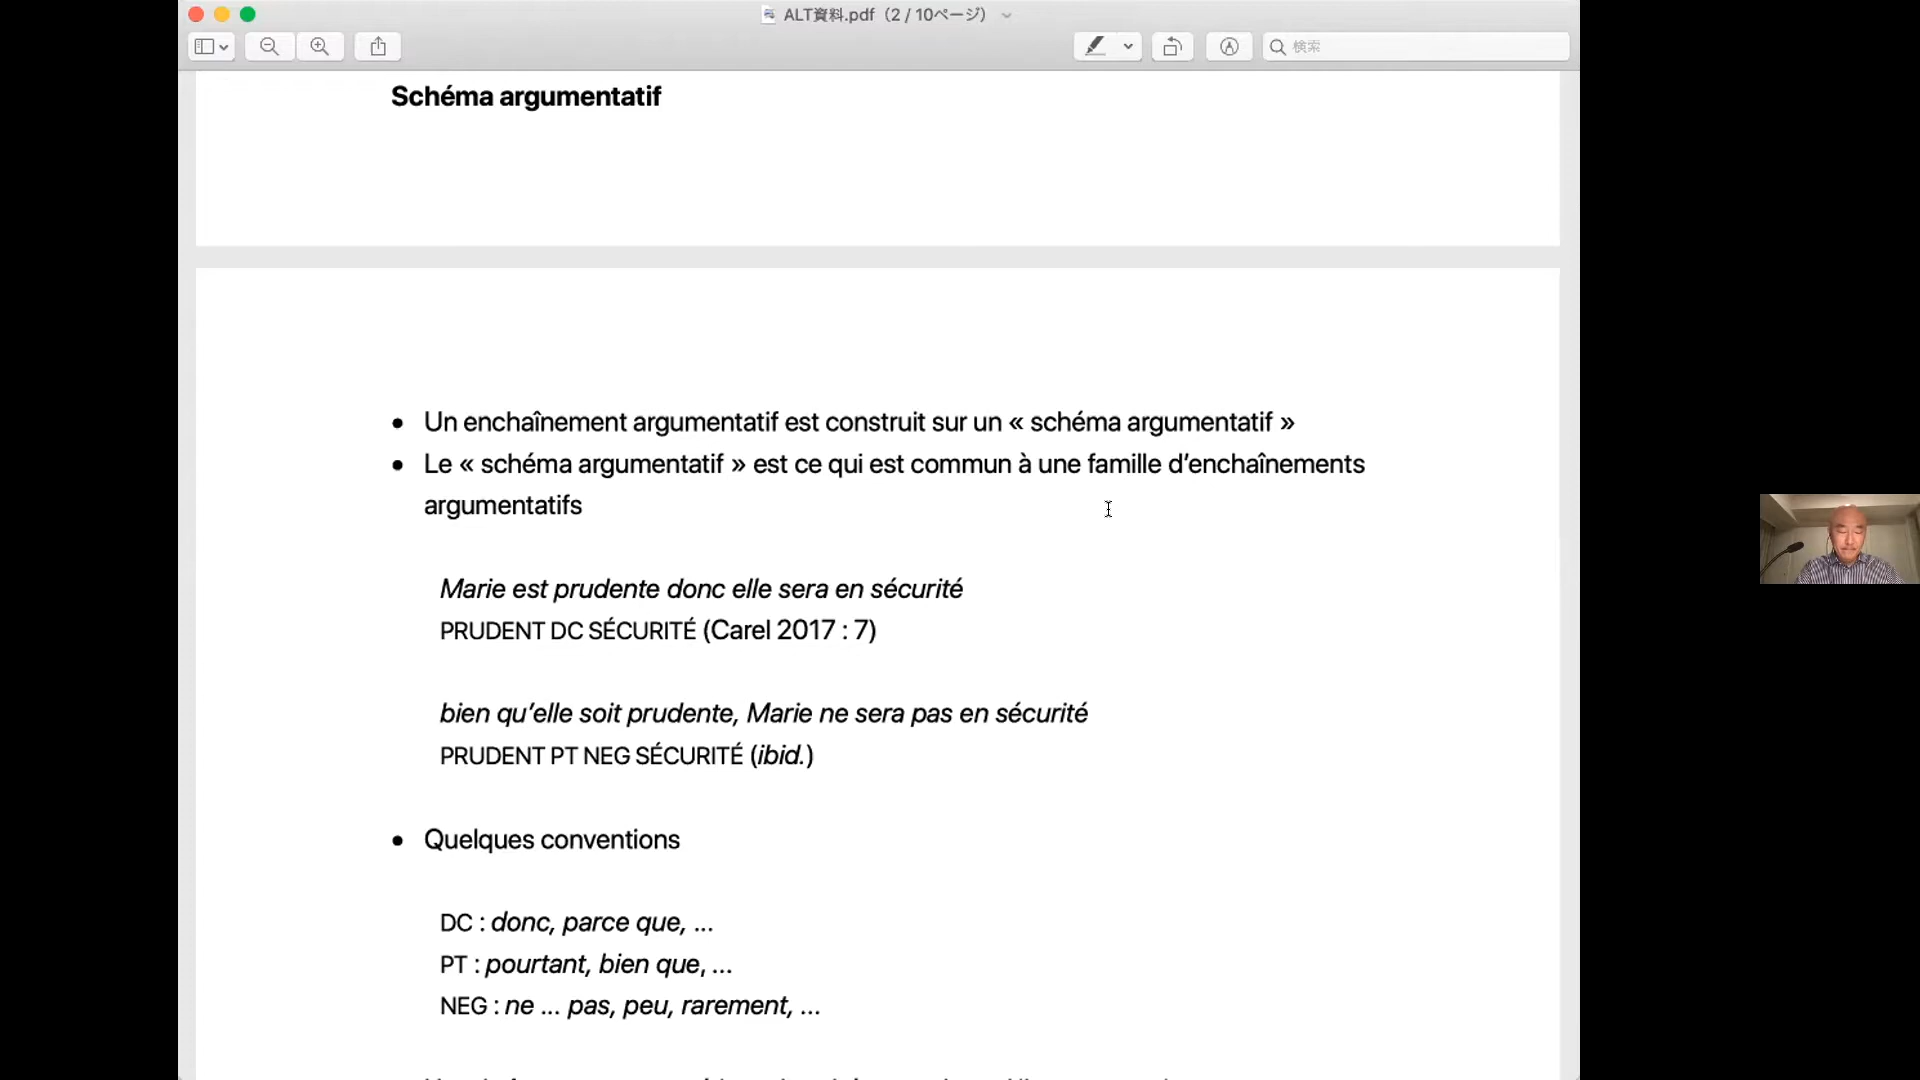 ALT資料.pdf（2 / 10ページ）
検索
Schéma argumentatif
• Un enchaînement argumentatif est construit sur un « schéma argumentatif »
• Le « schéma argumentatif » est ce qui est commun à une famille d’enchaînements
argumentatifs
Marie est prudente donc elle sera en sécurité
PRUDENT DC SÉCURITÉ (Carel 2017 : 7)
bien qu’elle soit prudente, Marie ne sera pas en sécurité
PRUDENT PT NEG SÉCURITÉ (ibid.)
• Quelques conventions
DC : donc, parce que, ...
PT : pourtant, bien que, ...
NEG : ne ... pas, peu, rarement, ...